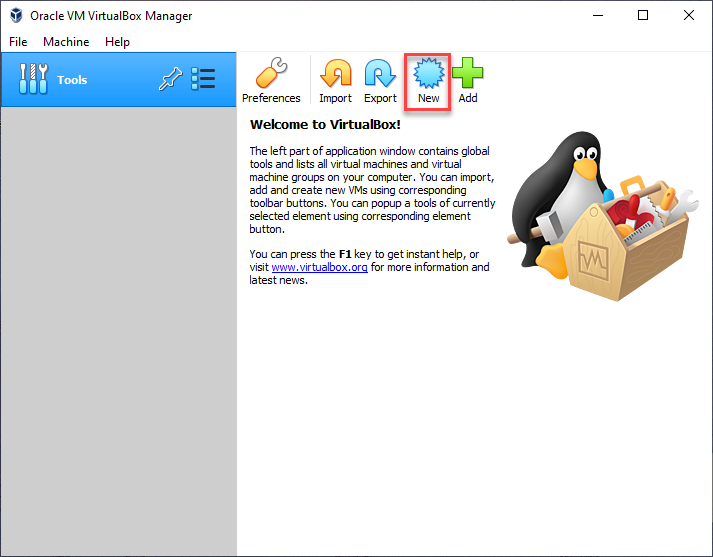 Oracle VM VirtualBox Manager
File Machine Help
Tools
Preferences Import Export New Add
Welcome to VirtualBox!
The left part of application window contains global
tools and lists all virtual machines and virtual
machine groups on your computer. You can import,
add and create new VMs using corresponding
toolbar buttons. You can popup a tools of currently
selected element using corresponding element
button.
You can press the F1 key to get instant help, or
visit www.virtualbox.org for more information and
latest news.